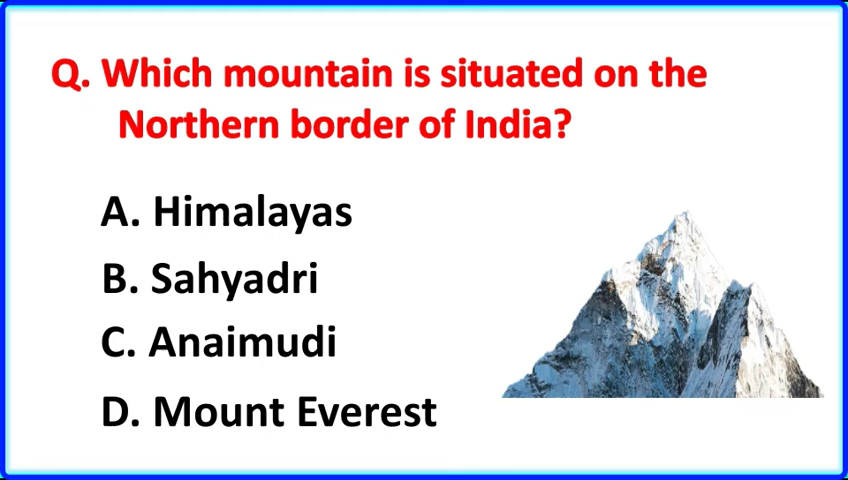 Q. Which mountain is situated on the
Northern border of India?
A. Himalayas
B. Sahyadri
C. Anaimudi
D. Mount Everest